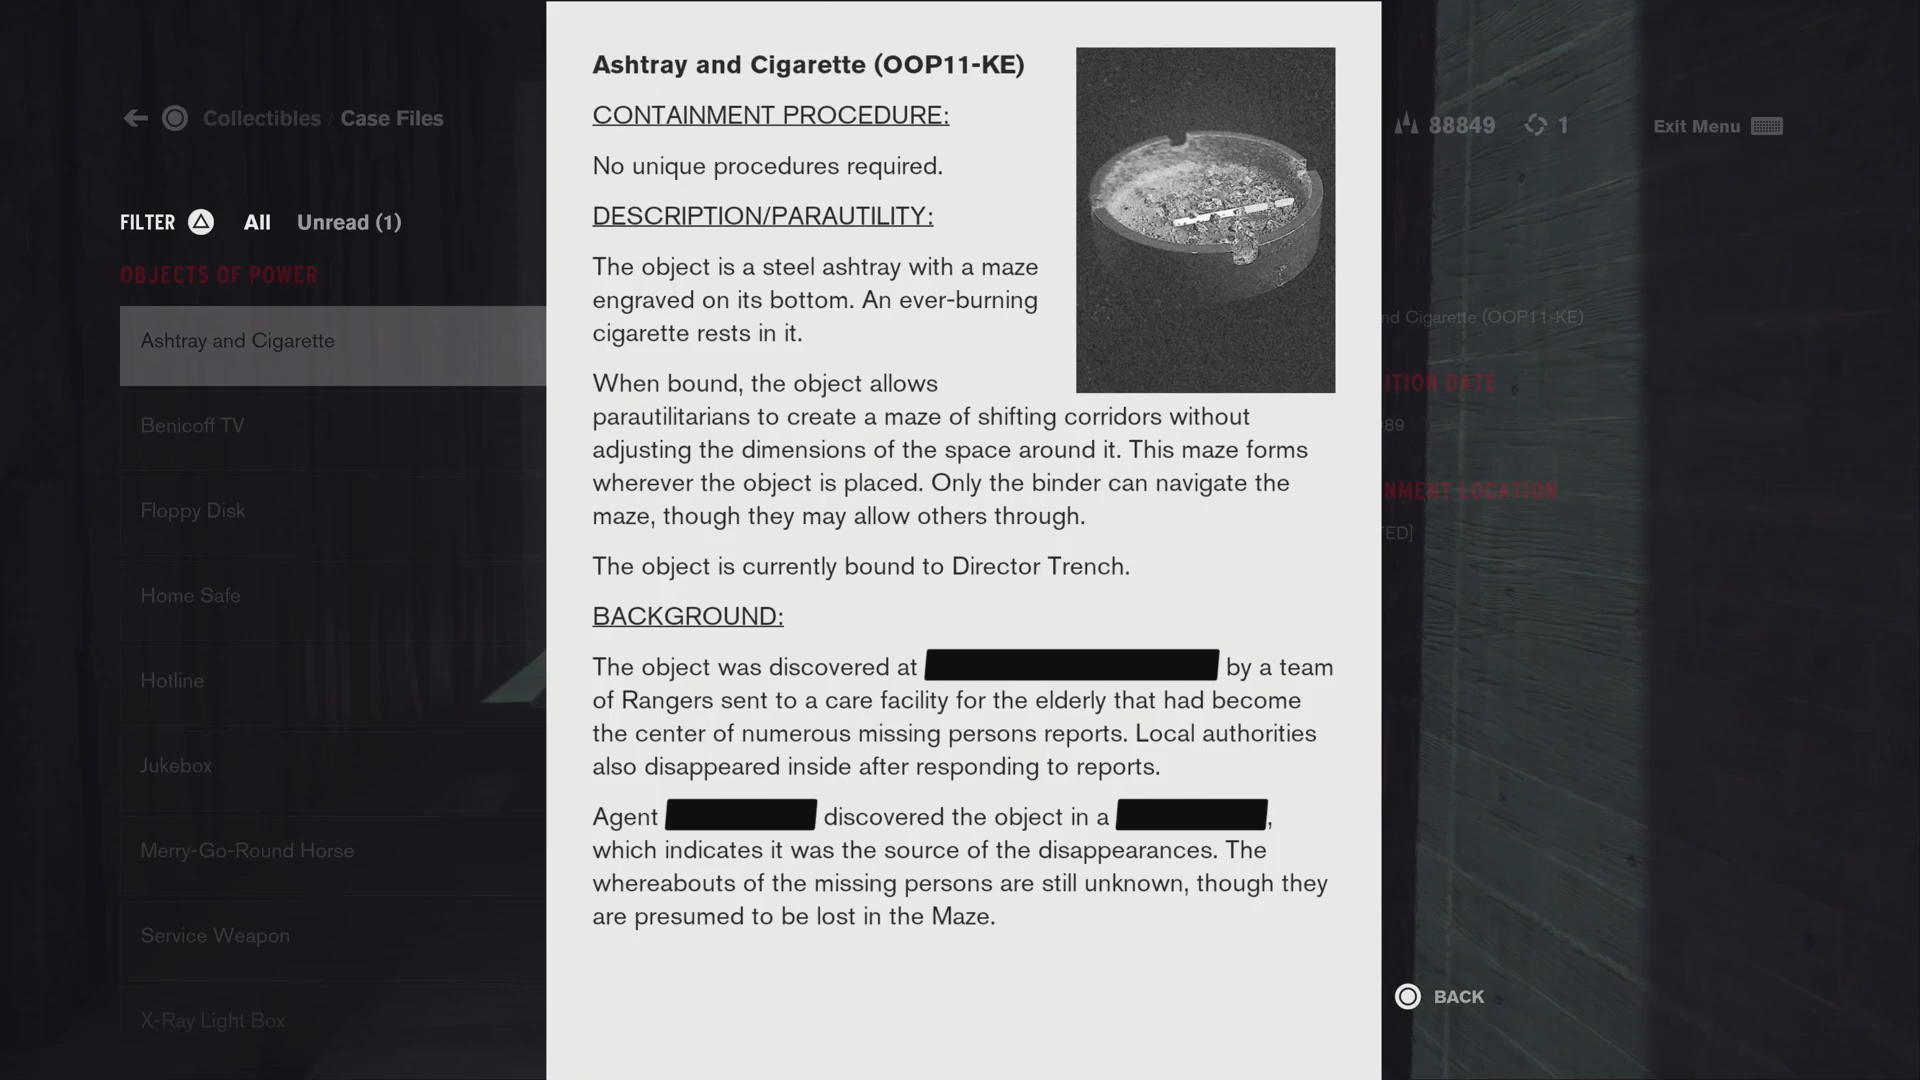 Collectibles / Case Files
88849
1
Exit Menu
FILTER All Unread (1)
OBJECTS OF POWER
Ashtray and Cigarette
Benicoff TV
Floppy Disk
Home Safe
Hotline
Jukebox
Merry-Go-Round Horse
Service Weapon
X-Ray Light Box
Ashtray and Cigarette (OOP11-KE)
CONTAINMENT PROCEDURE:
No unique procedures required.
DESCRIPTION/PARAUTILITY:
The object is a steel ashtray with a maze
engraved on its bottom. An ever-burning
cigarette rests in it.
When bound, the object allows
parautilitarians to create a maze of shifting corridors without
adjusting the dimensions of the space around it. This maze forms
wherever the object is placed. Only the binder can navigate the
maze, though they may allow others through.
The object is currently bound to Director Trench.
BACKGROUND:
The object was discovered at by a team
of Rangers sent to a care facility for the elderly that had become
the center of numerous missing persons reports. Local authorities
also disappeared inside after responding to reports.
Agent discovered the object in a ,
which indicates it was the source of the disappearances. The
whereabouts of the missing persons are still unknown, though they
are presumed to be lost in the Maze.
Cigarette (OOP11-KE)
DATE
LOCATION
BACK